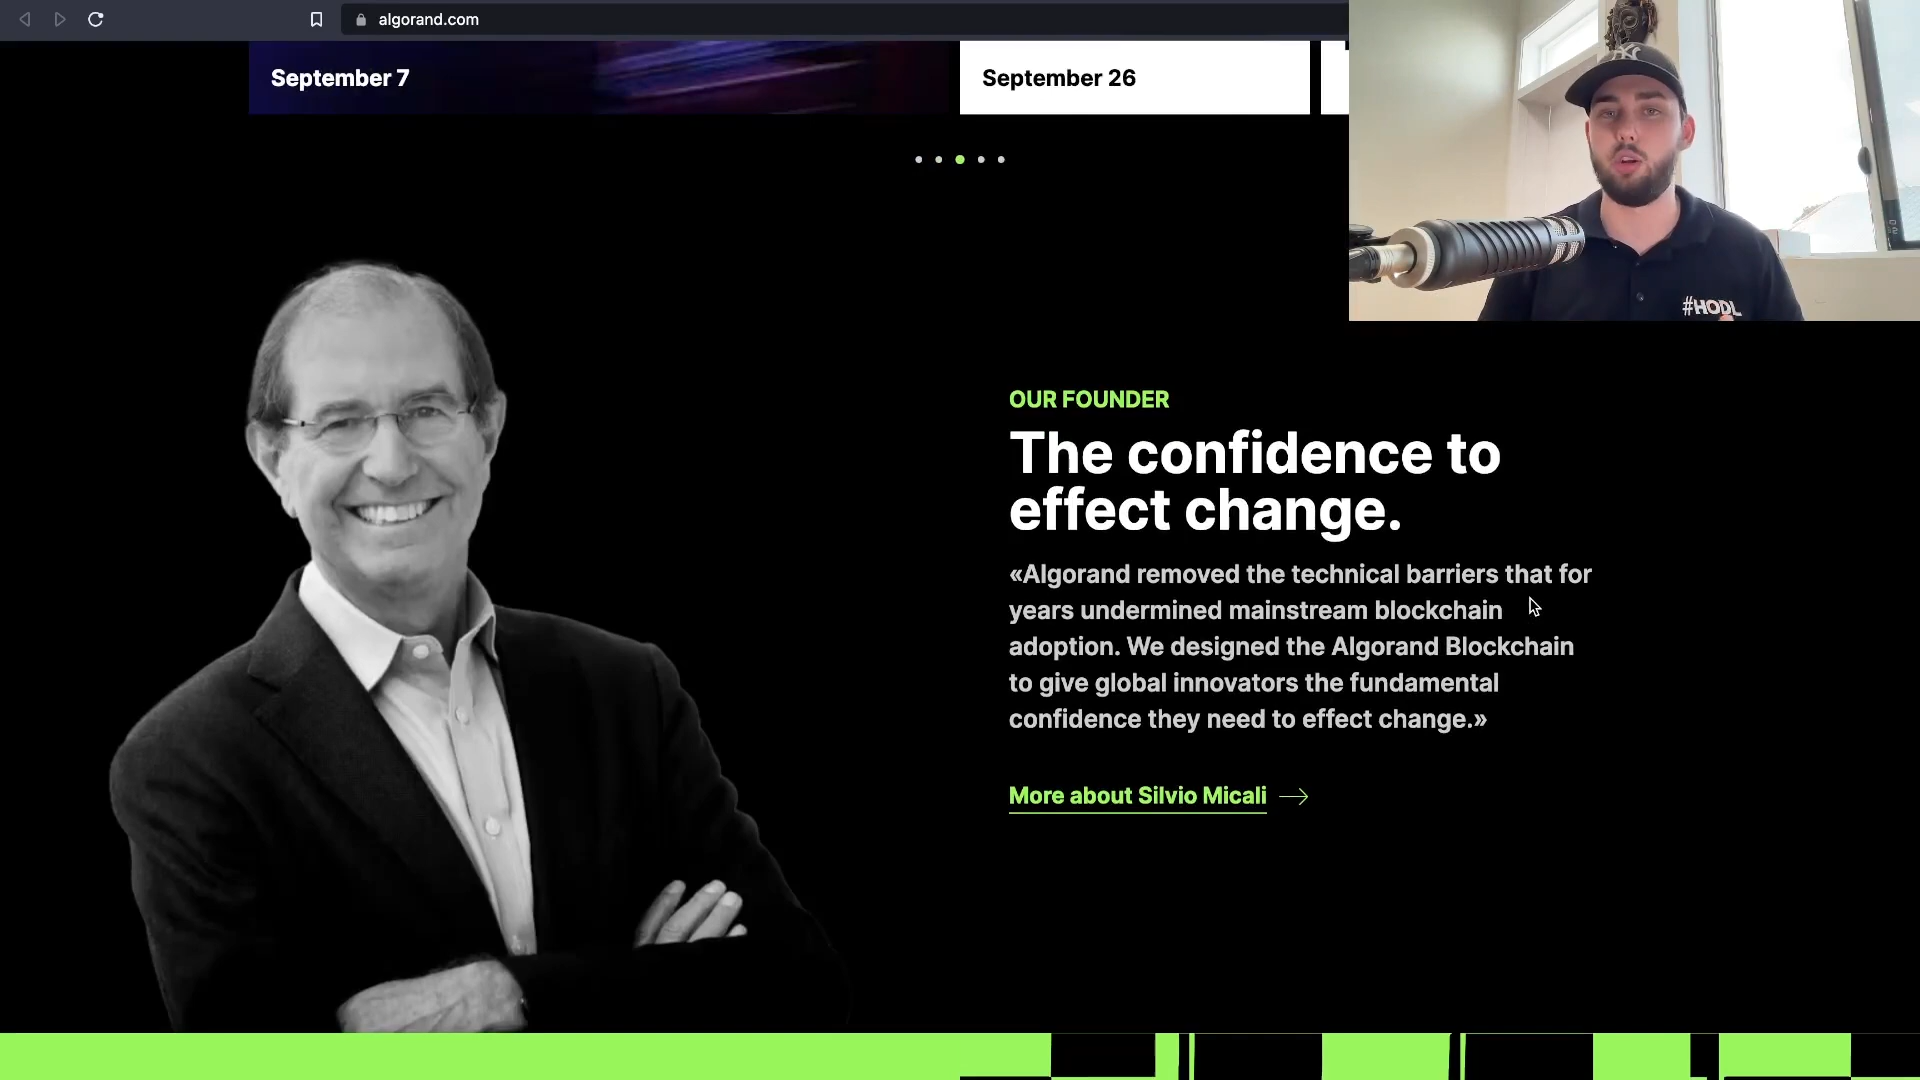 algorand.com
September 7
September 26
#HODL
OUR FOUNDER
The confidence to
effect change.
«Algorand removed the technical barriers that for
years undermined mainstream blockchain
adoption. We designed the Algorand Blockchain
to give global innovators the fundamental
confidence they need to effect change.»
More about Silvio Micali